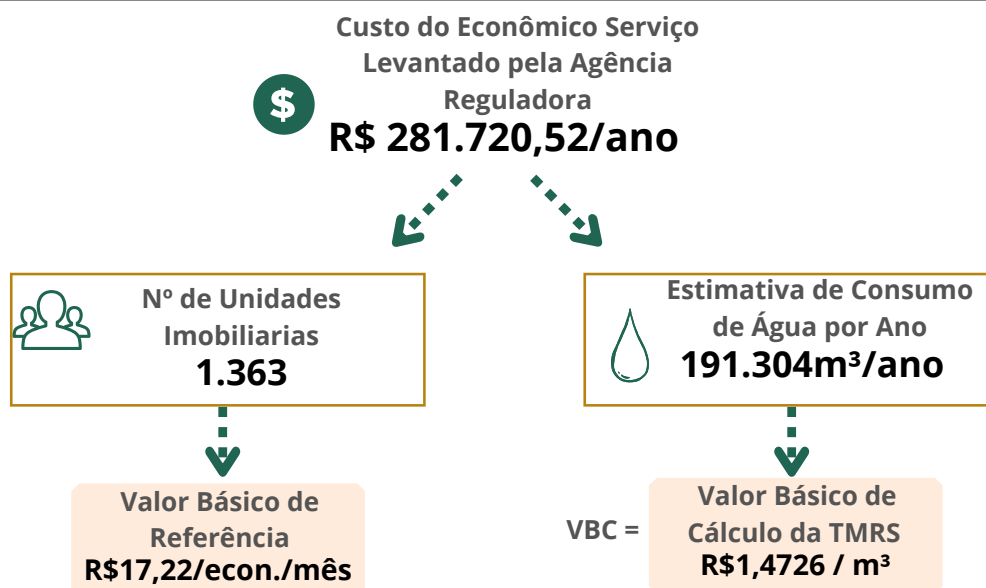 Custo do Econômico Serviço
Levantado pela Agência
Reguladora
$
R$ 281.720,52/ano
Nº de Unidades
Imobiliarias
1.363
Estimativa de Consumo
de Água por Ano
191.304m³/ano
Valor Básico de
Referência
R$17,22/econ./mês
VBC =
Valor Básico de
Cálculo da TMRS
R$1,4726 / m³